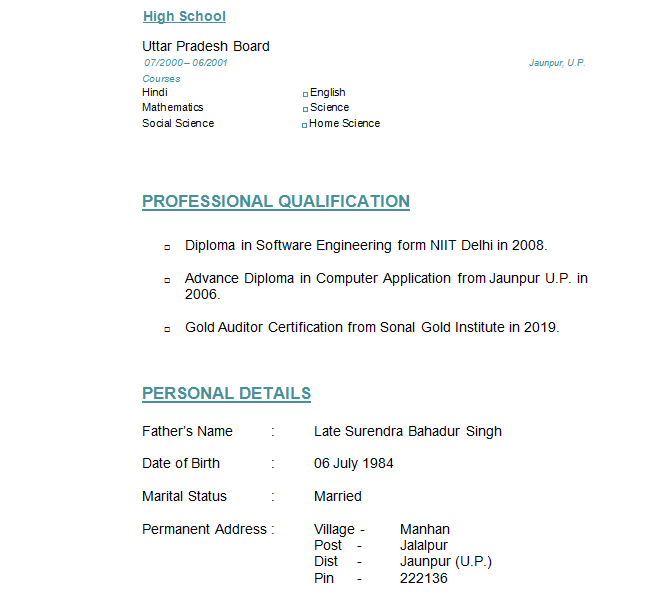 High School
Uttar Pradesh Board
07/2000 – 06/2001 Jaunpur, U.P.
Courses
Hindi English
Mathematics Science
Social Science Home Science
PROFESSIONAL QUALIFICATION
Diploma in Software Engineering form NIIT Delhi in 2008.
Advance Diploma in Computer Application from Jaunpur U.P. in
2006.
Gold Auditor Certification from Sonal Gold Institute in 2019.
PERSONAL DETAILS
Father’s Name : Late Surendra Bahadur Singh
Date of Birth : 06 July 1984
Marital Status : Married
Permanent Address : Village - Manhan
Post - Jalalpur
Dist - Jaunpur (U.P.)
Pin - 222136